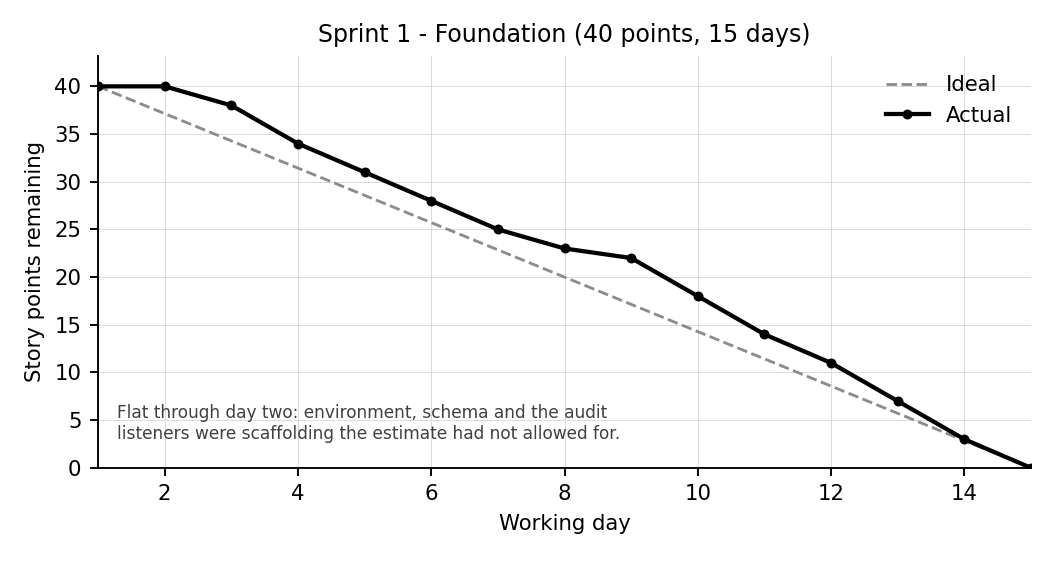 Sprint 1 - Foundation (40 points, 15 days)
Ideal
Actual
Story points remaining
40
35
30
25
20
15
10
5
0
Flat through day two: environment, schema and the audit
listeners were scaffolding the estimate had not allowed for.
2 4 6 8 10 12 14
Working day